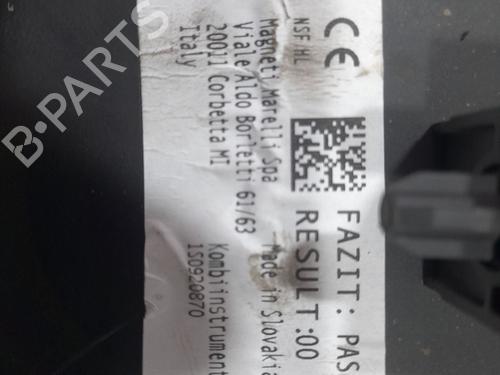 CE
NSF/HL
FAZIT: PAS
RESULT:00
Magneti Marelli Spa
Viale Aldo Borletti 61/63
20011 Corbetta MI
Italy
Made in Slovakia
Kombiinstrument
1S0920870
B-PARTS